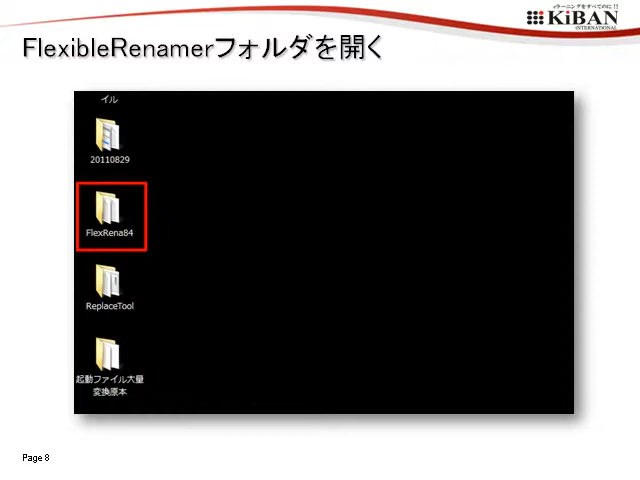 eラーニングをすべてのに!!
KiBAN
INTERNATIONAL
FlexibleRenamerフォルダを開く
イル
20110829
FlexRena84
ReplaceTool
起動ファイル大量
変換原本
Page 8